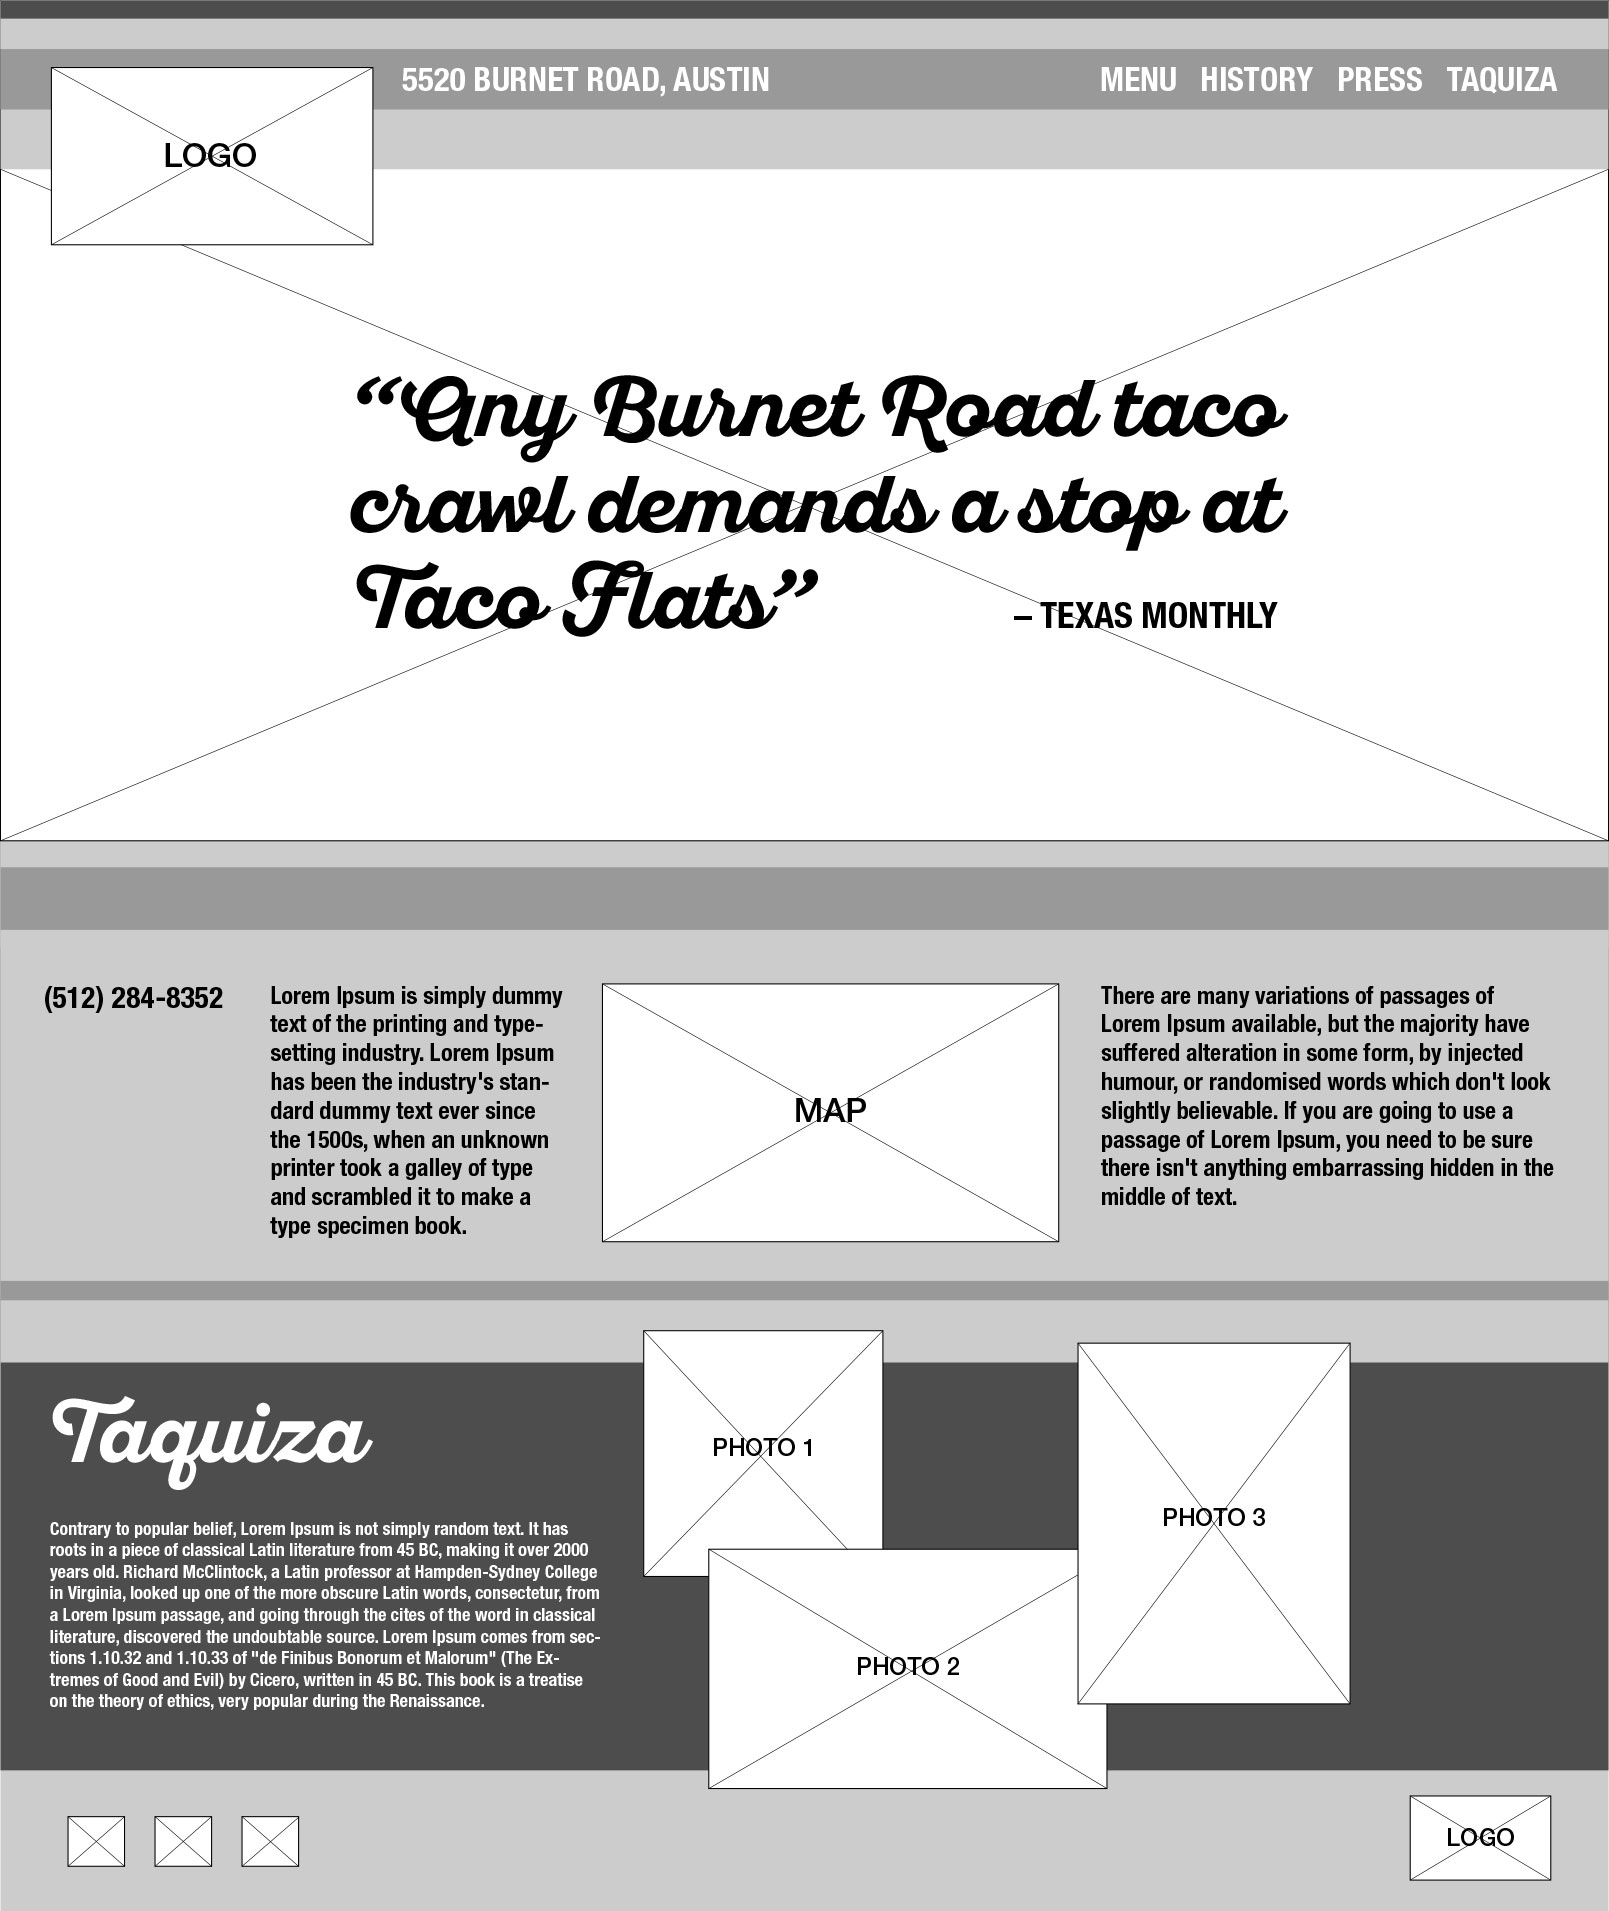 5520 BURNET ROAD, AUSTIN
MENU HISTORY PRESS TAQUIZA
LOGO
“Any Burnet Road taco
crawl demands a stop at
Taco Flats”
– TEXAS MONTHLY
(512) 284-8352
Lorem Ipsum is simply dummy
text of the printing and type-
setting industry. Lorem Ipsum
has been the industry's stan-
dard dummy text ever since
the 1500s, when an unknown
printer took a galley of type
and scrambled it to make a
type specimen book.
MAP
There are many variations of passages of
Lorem Ipsum available, but the majority have
suffered alteration in some form, by injected
humour, or randomised words which don't look
slightly believable. If you are going to use a
passage of Lorem Ipsum, you need to be sure
there isn't anything embarrassing hidden in the
middle of text.
Taquiza
Contrary to popular belief, Lorem Ipsum is not simply random text. It has
roots in a piece of classical Latin literature from 45 BC, making it over 2000
years old. Richard McClintock, a Latin professor at Hampden-Sydney College
in Virginia, looked up one of the more obscure Latin words, consectetur, from
a Lorem Ipsum passage, and going through the cites of the word in classical
literature, discovered the undoubtable source. Lorem Ipsum comes from sec-
tions 1.10.32 and 1.10.33 of "de Finibus Bonorum et Malorum" (The Ex-
tremes of Good and Evil) by Cicero, written in 45 BC. This book is a treatise
on the theory of ethics, very popular during the Renaissance.
PHOTO 1
PHOTO 2
PHOTO 3
LOGO